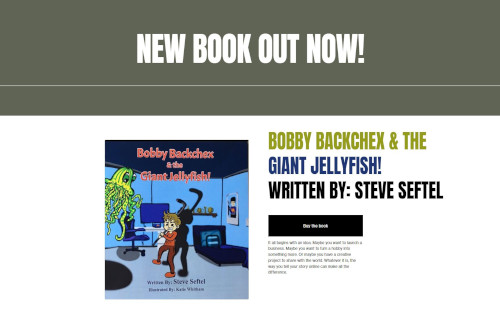 NEW BOOK OUT NOW!
Bobby Backchex
& the
Giant Jellyfish!
Written By: Steve Seftel
Illustrated By: Katie Whithaus
BOBBY BACKCHEX & THE
GIANT JELLYFISH!
WRITTEN BY: STEVE SEFTEL
Buy the book
It all begins with an idea. Maybe you want to launch a
business. Maybe you want to turn a hobby into
something more. Or maybe you have a creative
project to share with the world. Whatever it is, the
way you tell your story online can make all the
difference.